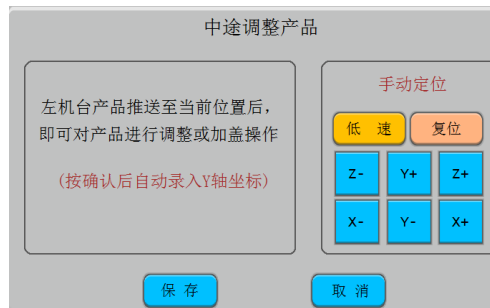 中途调整产品
左机台产品推送至当前位置后，
即可对产品进行调整或加盖操作
(按确认后自动录入Y轴坐标)
手动定位
低 速 复位
Z- Y+ Z+
X- Y- X+
保 存 取 消